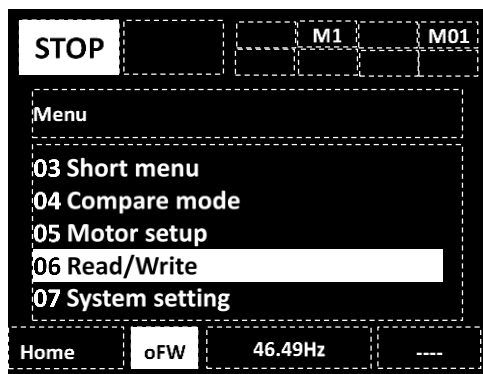 STOP M1 M01
Menu
03 Short menu
04 Compare mode
05 Motor setup
06 Read/Write
07 System setting
Home oFW 46.49Hz ----